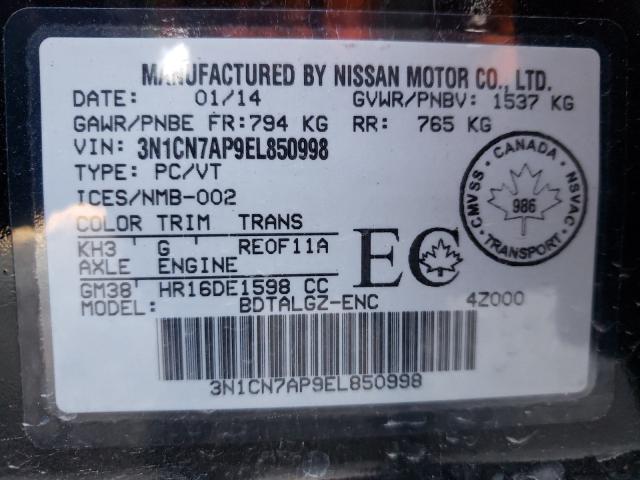 MANUFACTURED BY NISSAN MOTOR CO., LTD.
DATE: 01/14 GVWR/PNBV: 1537 KG
GAWR/PNBE FR:794 KG RR: 765 KG
VIN: 3N1CN7AP9EL850998
TYPE: PC/VT
ICES/NMB-002
COLOR TRIM TRANS
KH3 G REOF11A
AXLE ENGINE
GM38 HR16DE1598 CC
MODEL: BDTALGZ-ENC 4Z000
EC
CANADA
CMVSS NSVAC
986
TRANSPORT
3N1CN7AP9EL850998